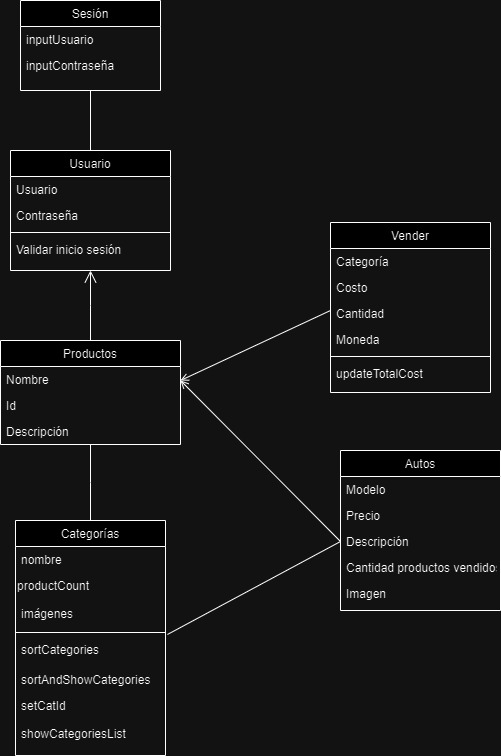 Sesión
inputUsuario
inputContraseña
Usuario
Usuario
Contraseña
Validar inicio sesión
Vender
Categoría
Costo
Cantidad
Moneda
updateTotalCost
Productos
Nombre
Id
Descripción
Autos
Modelo
Precio
Descripción
Cantidad productos vendidos
Imagen
Categorías
nombre
productCount
imágenes
sortCategories
sortAndShowCategories
setCatId
showCategoriesList